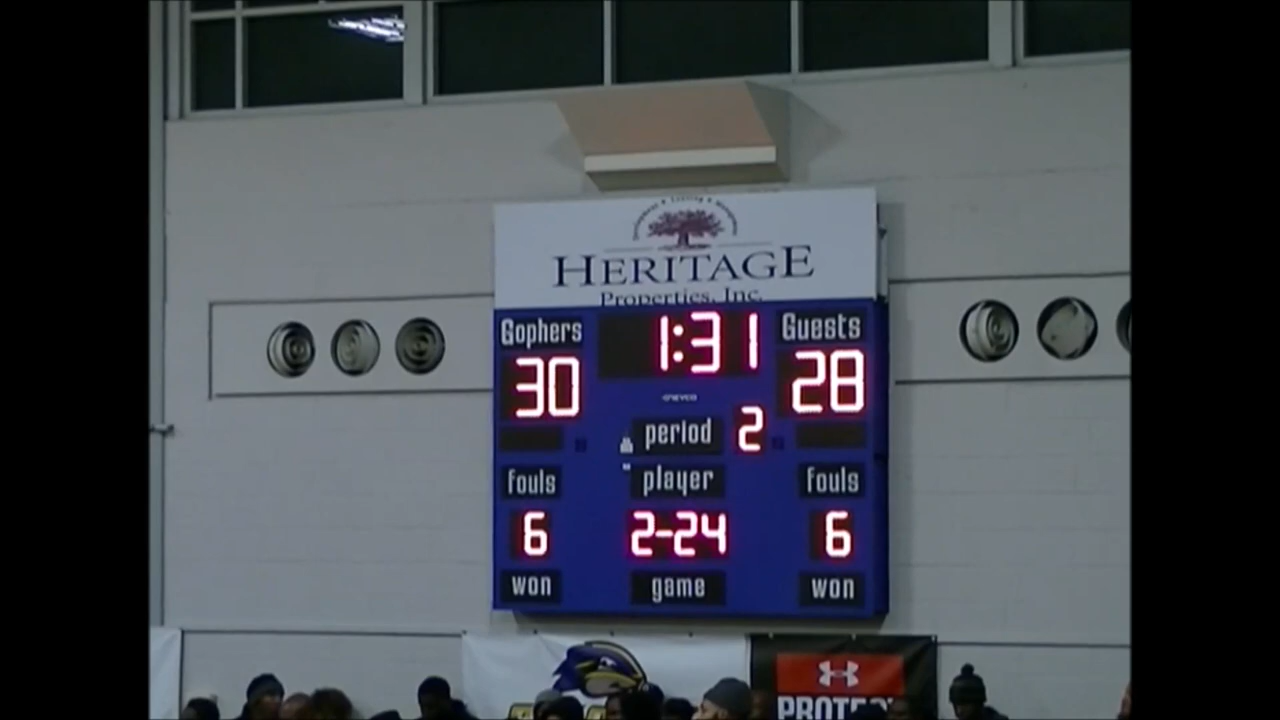 HERITAGE
Properties, Inc.
Gophers 1:31 Guests
30 28
period 2
fouls player fouls
6 2-24 6
won game won
PROTECT